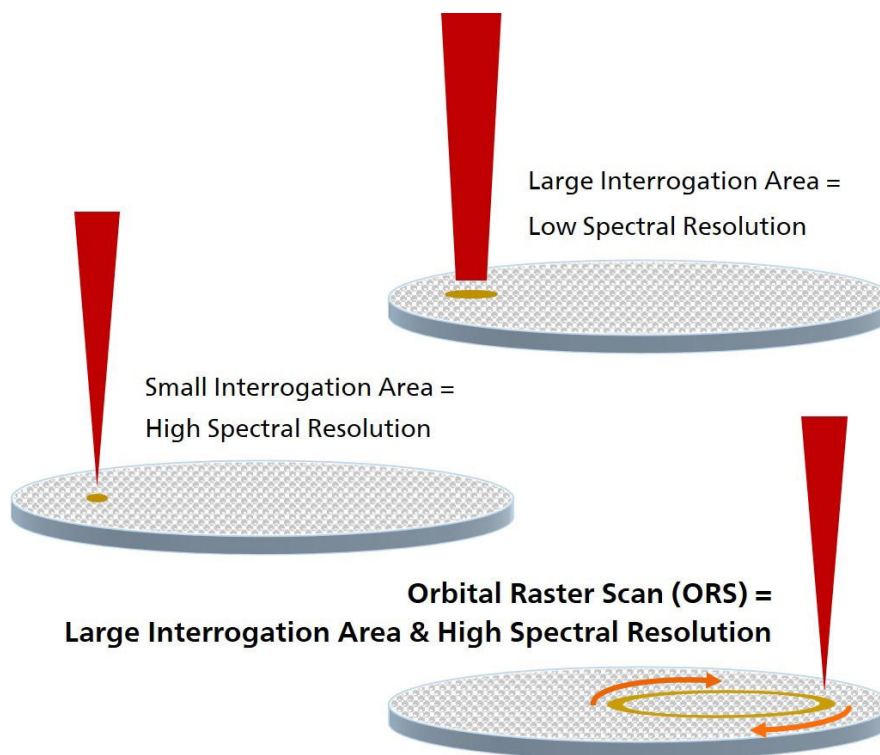 Large Interrogation Area =
Low Spectral Resolution
Small Interrogation Area =
High Spectral Resolution
Orbital Raster Scan (ORS) =
Large Interrogation Area & High Spectral Resolution